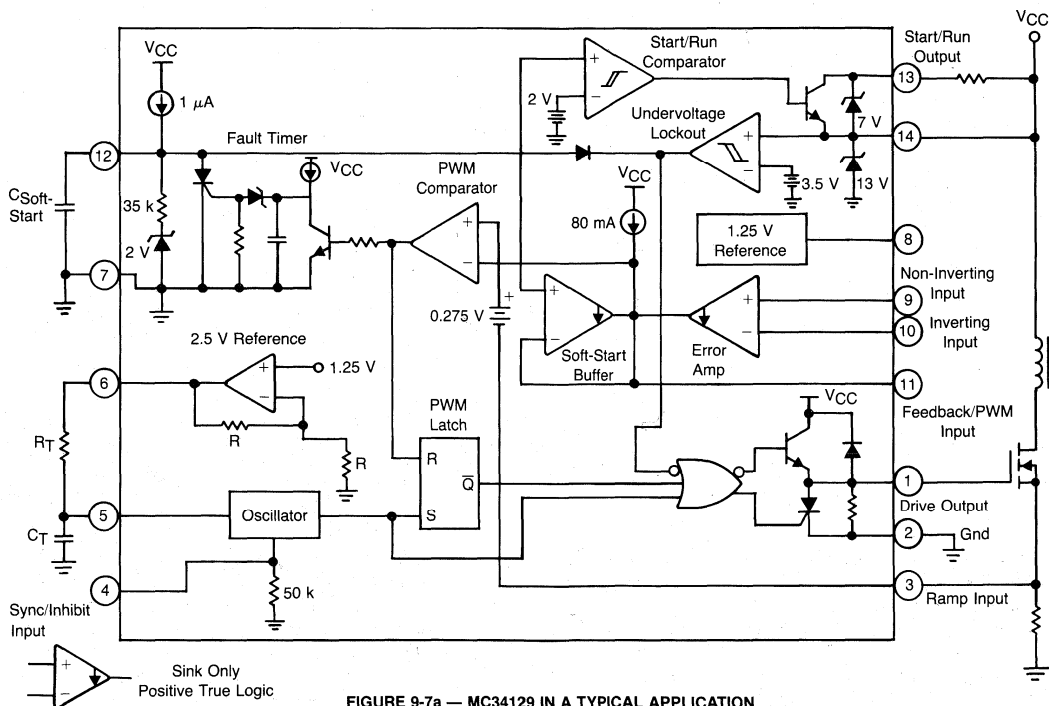 VCC
VCC
Start/Run
Output
Start/Run
Comparator
+
−
2 V
13
7 V
1 μA
Undervoltage
Lockout
+
−
14
Fault Timer
12
VCC
PWM
Comparator
VCC
3.5 V
13 V
CSoft-
Start
35 k
+
−
80 mA
1.25 V
Reference
8
2 V
7
Non-Inverting
Input
+
0.275 V
+
−
+
−
9
10
Inverting
Input
2.5 V Reference
Soft-Start
Buffer
Error
Amp
6
+
−
1.25 V
11
VCC
Feedback/PWM
Input
R
PWM
Latch
RT
R
R
Q̅
1
Drive Output
5
Oscillator
S
2
Gnd
CT
4
50 k
3
Ramp Input
Sync/Inhibit
Input
+
−
Sink Only
Positive True Logic
FIGURE 9-7a — MC34129 IN A TYPICAL APPLICATION